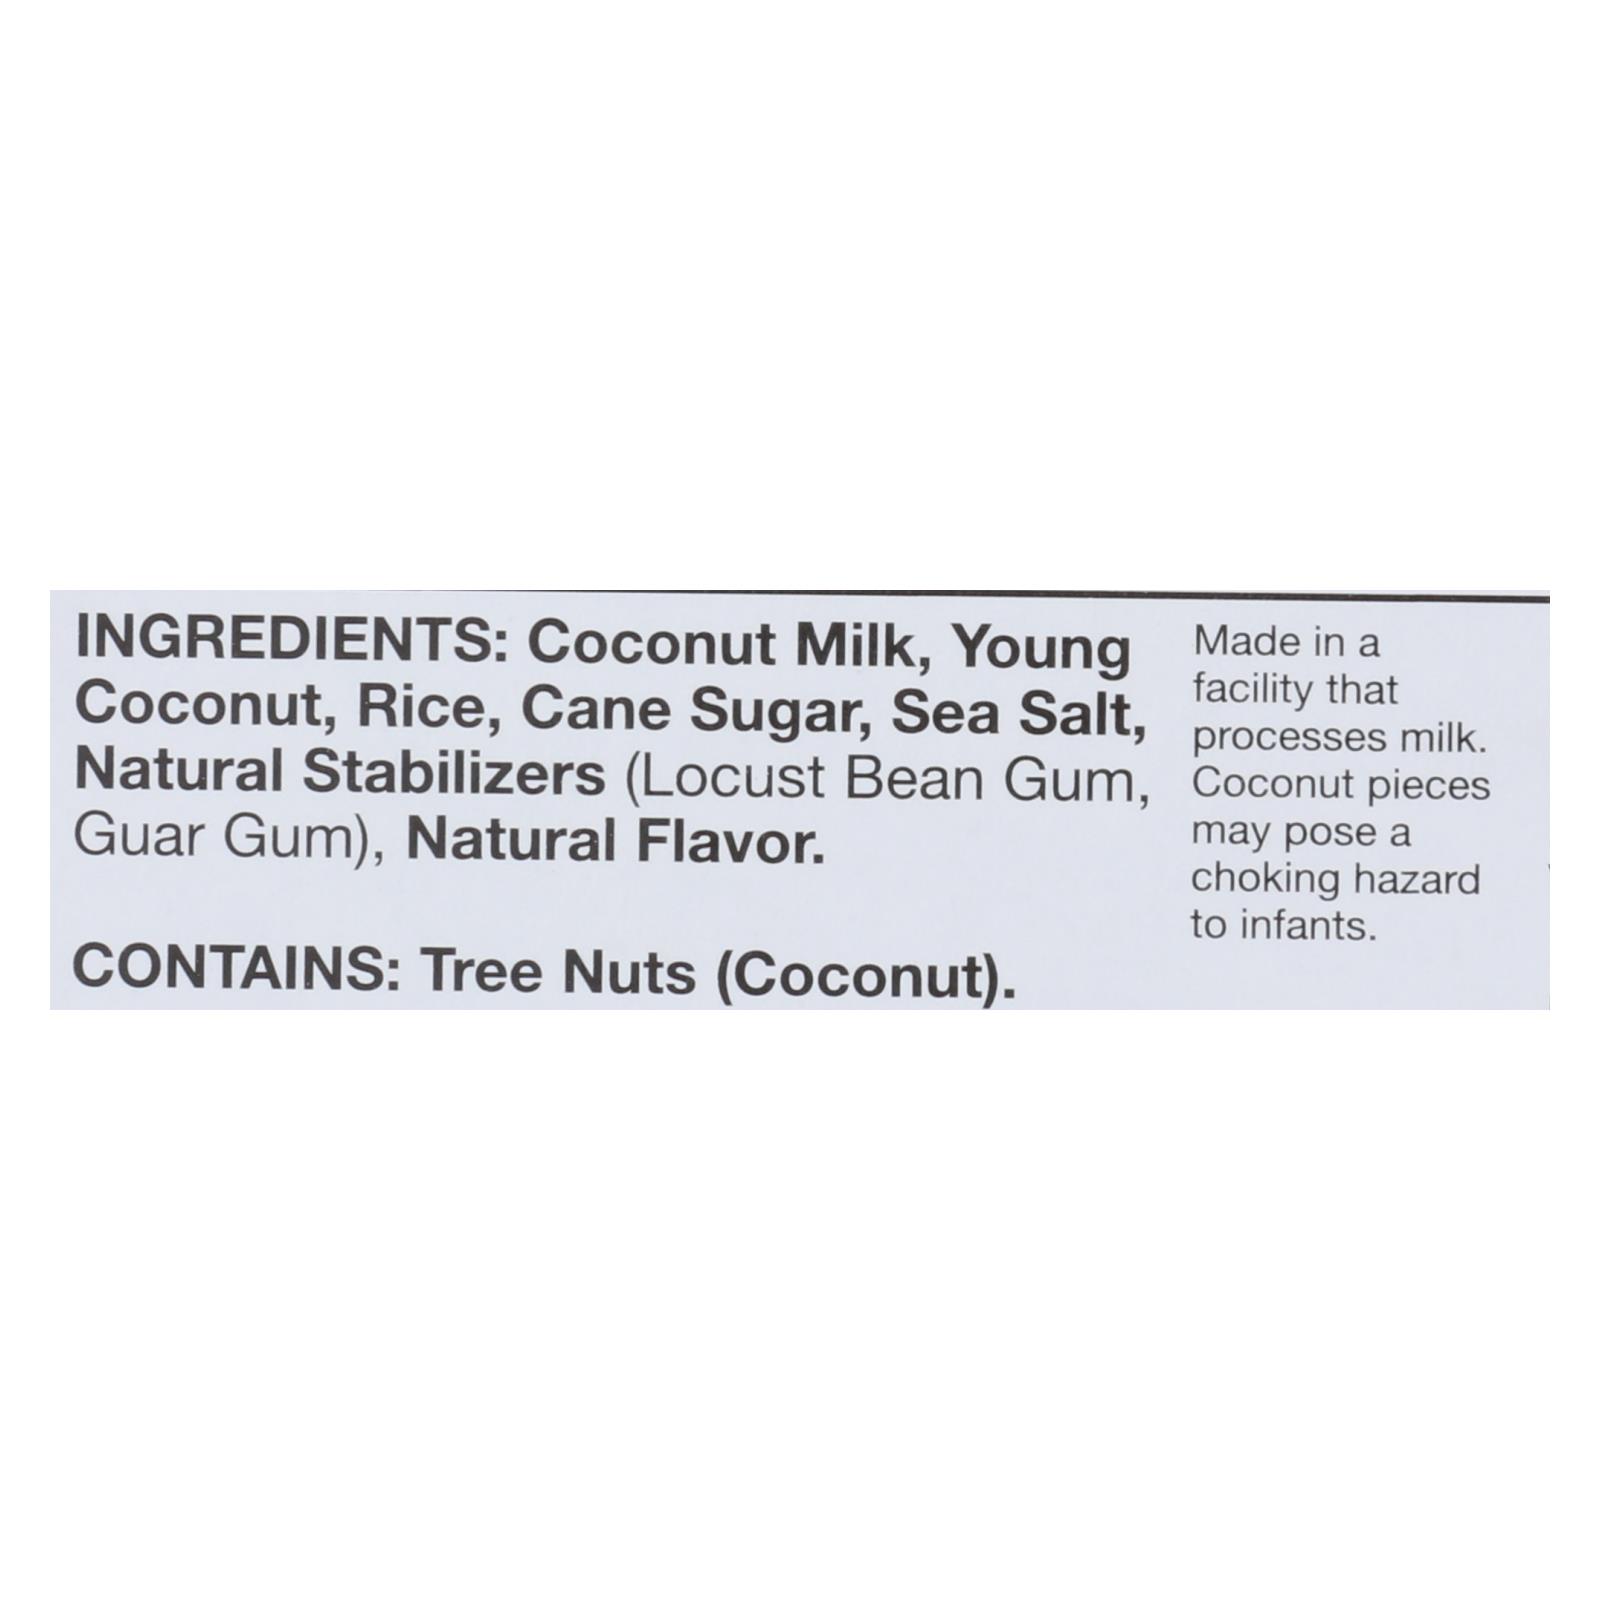 INGREDIENTS: Coconut Milk, Young
Coconut, Rice, Cane Sugar, Sea Salt,
Natural Stabilizers (Locust Bean Gum,
Guar Gum), Natural Flavor.
CONTAINS: Tree Nuts (Coconut).
Made in a
facility that
processes milk.
Coconut pieces
may pose a
choking hazard
to infants.